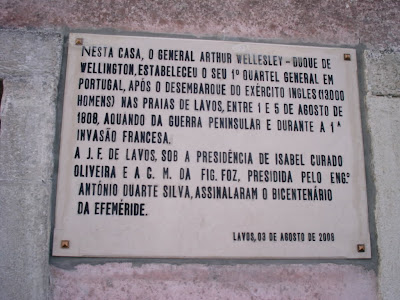 NESTA CASA, O GENERAL ARTHUR WELLESLEY - DUQUE DE
WELLINGTON, ESTABELECEU O SEU 1º QUARTEL GENERAL EM
PORTUGAL, APÓS O DESEMBARQUE DO EXÉRCITO INGLES (13000
HOMENS) NAS PRAIAS DE LAVOS, ENTRE 1 E 5 DE AGOSTO DE
1808, AQUANDO DA GUERRA PENINSULAR E DURANTE A 1ª
INVASÃO FRANCESA.
A J. F. DE LAVOS, SOB A PRESIDÊNCIA DE ISABEL CURADO
OLIVEIRA E A C. M. DA FIG. FOZ, PRESIDIDA PELO ENG.º
ANTÓNIO DUARTE SILVA, ASSINALARAM O BICENTENÁRIO
DA EFEMÉRIDE.
LAVOS, 03 DE AGOSTO DE 2008